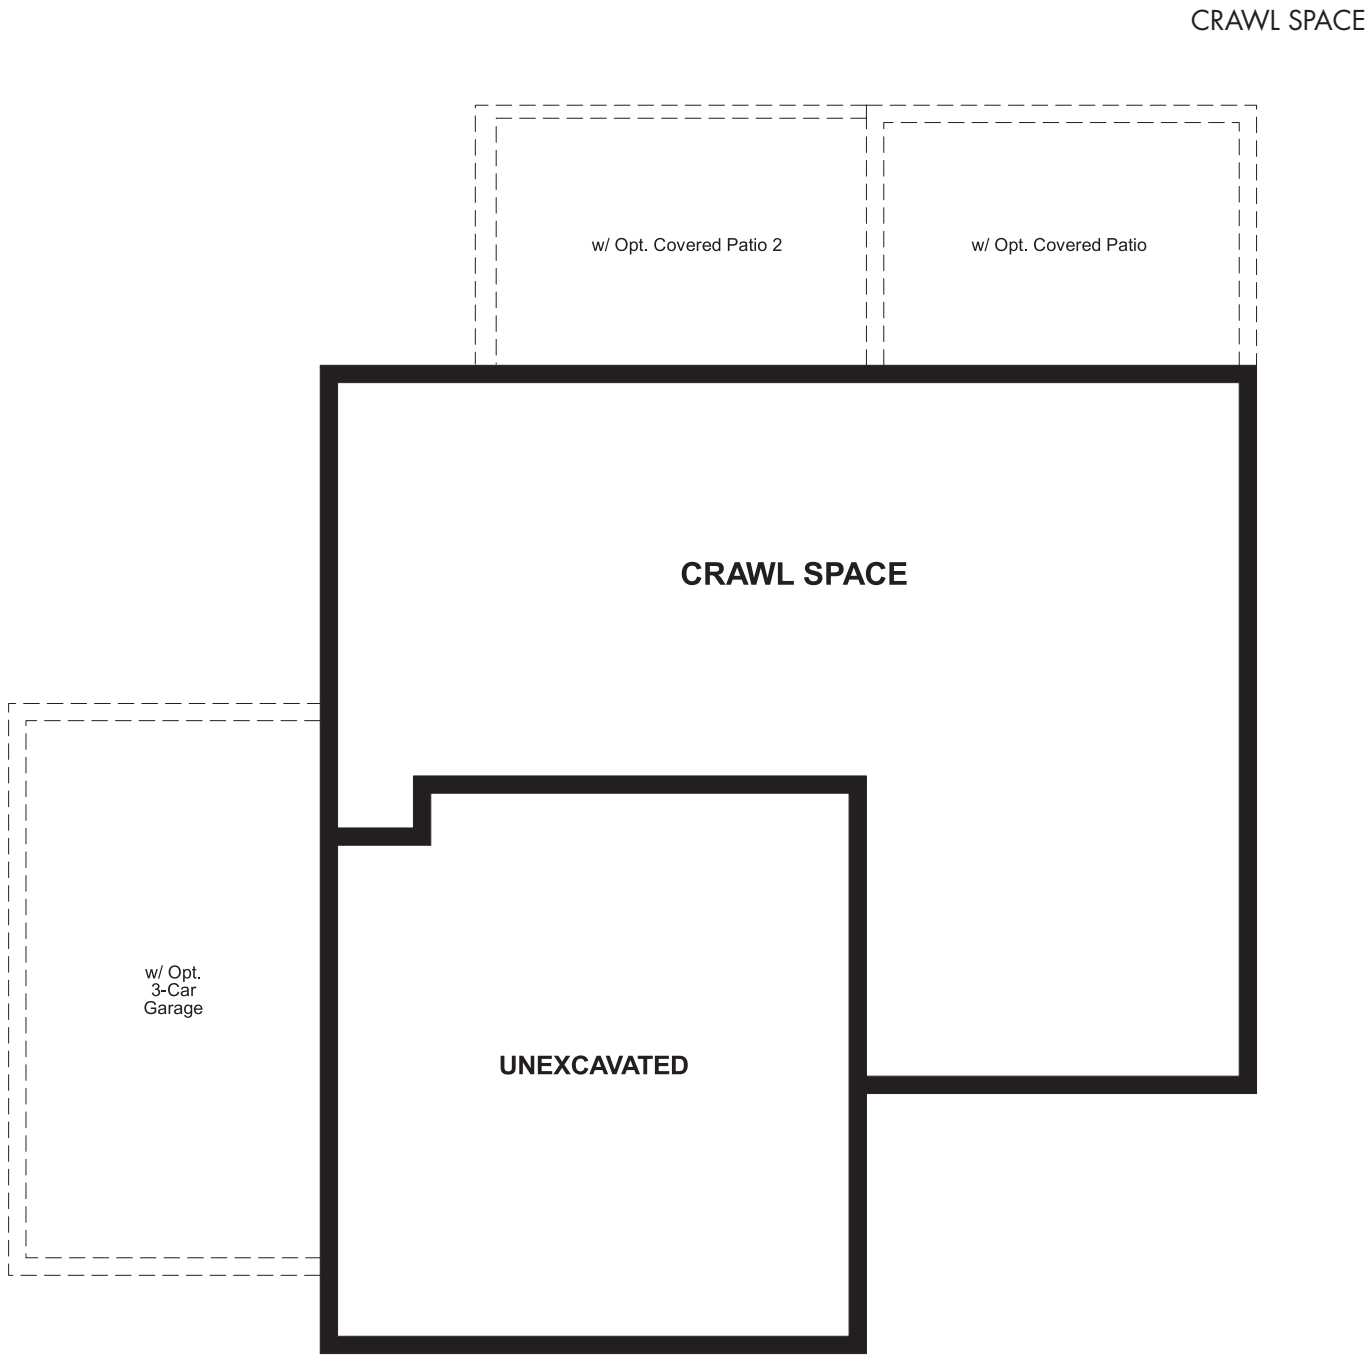 CRAWL SPACE
w/ Opt. Covered Patio 2
w/ Opt. Covered Patio
CRAWL SPACE
w/ Opt.
3-Car
Garage
UNEXCAVATED